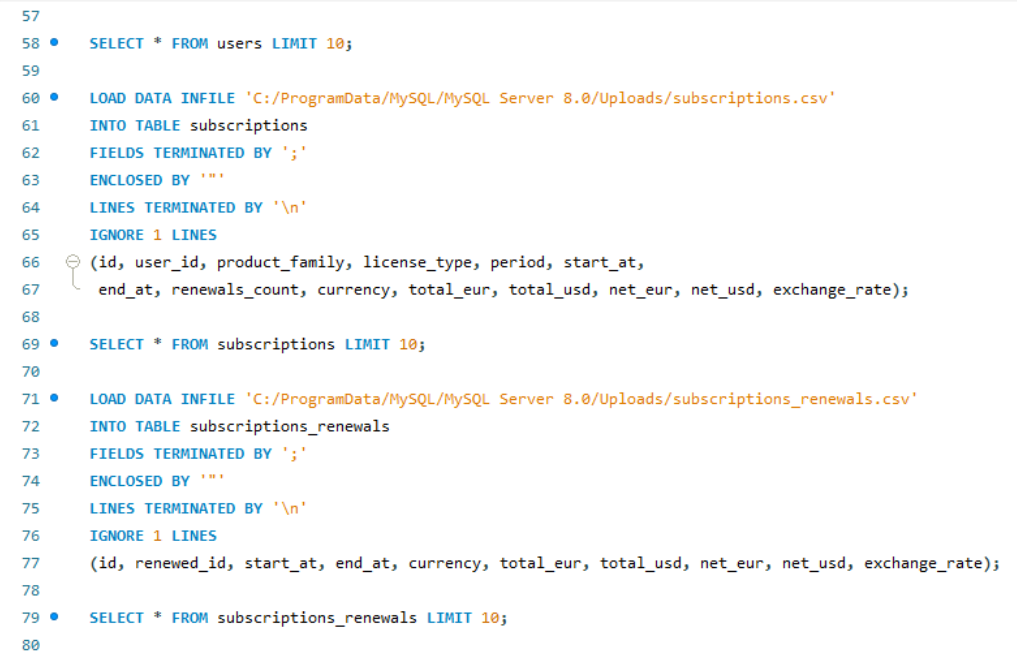 57
58 SELECT * FROM users LIMIT 10;
59
60 LOAD DATA INFILE 'C:/ProgramData/MySQL/MySQL Server 8.0/Uploads/subscriptions.csv'
61 INTO TABLE subscriptions
62 FIELDS TERMINATED BY ';'
63 ENCLOSED BY '"'
64 LINES TERMINATED BY '\n'
65 IGNORE 1 LINES
66 (id, user_id, product_family, license_type, period, start_at,
67 end_at, renewals_count, currency, total_eur, total_usd, net_eur, net_usd, exchange_rate);
68
69 SELECT * FROM subscriptions LIMIT 10;
70
71 LOAD DATA INFILE 'C:/ProgramData/MySQL/MySQL Server 8.0/Uploads/subscriptions_renewals.csv'
72 INTO TABLE subscriptions_renewals
73 FIELDS TERMINATED BY ';'
74 ENCLOSED BY '"'
75 LINES TERMINATED BY '\n'
76 IGNORE 1 LINES
77 (id, renewed_id, start_at, end_at, currency, total_eur, total_usd, net_eur, net_usd, exchange_rate);
78
79 SELECT * FROM subscriptions_renewals LIMIT 10;
80